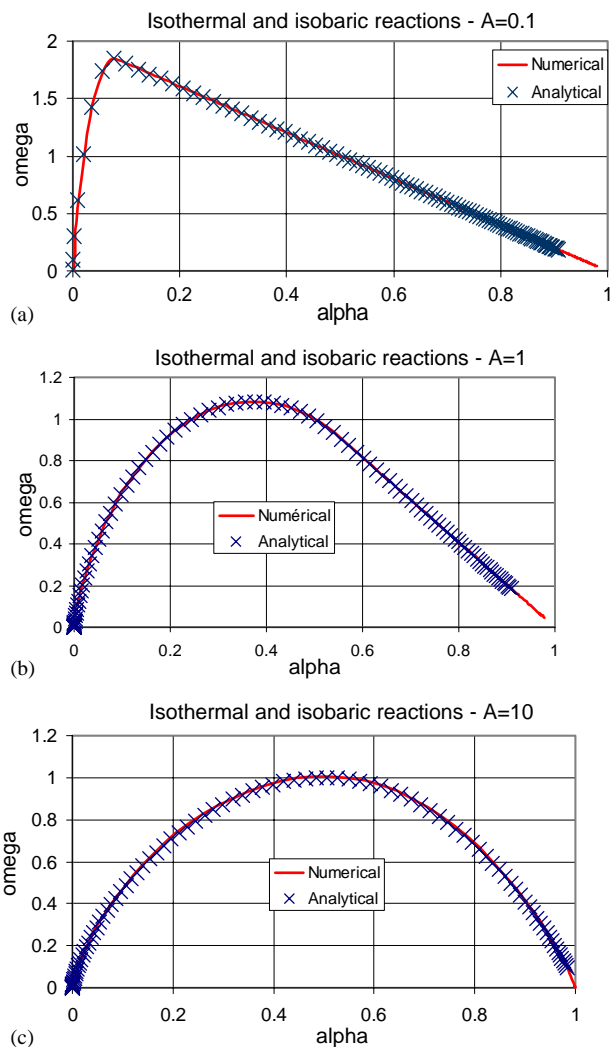 Isothermal and isobaric reactions - A=0.1
2
1.5
1
0.5
0
omega
Numerical
Analytical
0
0.2
0.4
0.6
0.8
1
alpha
(a)
Isothermal and isobaric reactions - A=1
1.2
1
0.8
0.6
0.4
0.2
0
omega
Numérical
Analytical
0
0.2
0.4
0.6
0.8
1
alpha
(b)
Isothermal and isobaric reactions - A=10
1.2
1
0.8
0.6
0.4
0.2
0
omega
Numerical
Analytical
0
0.2
0.4
0.6
0.8
1
alpha
(c)